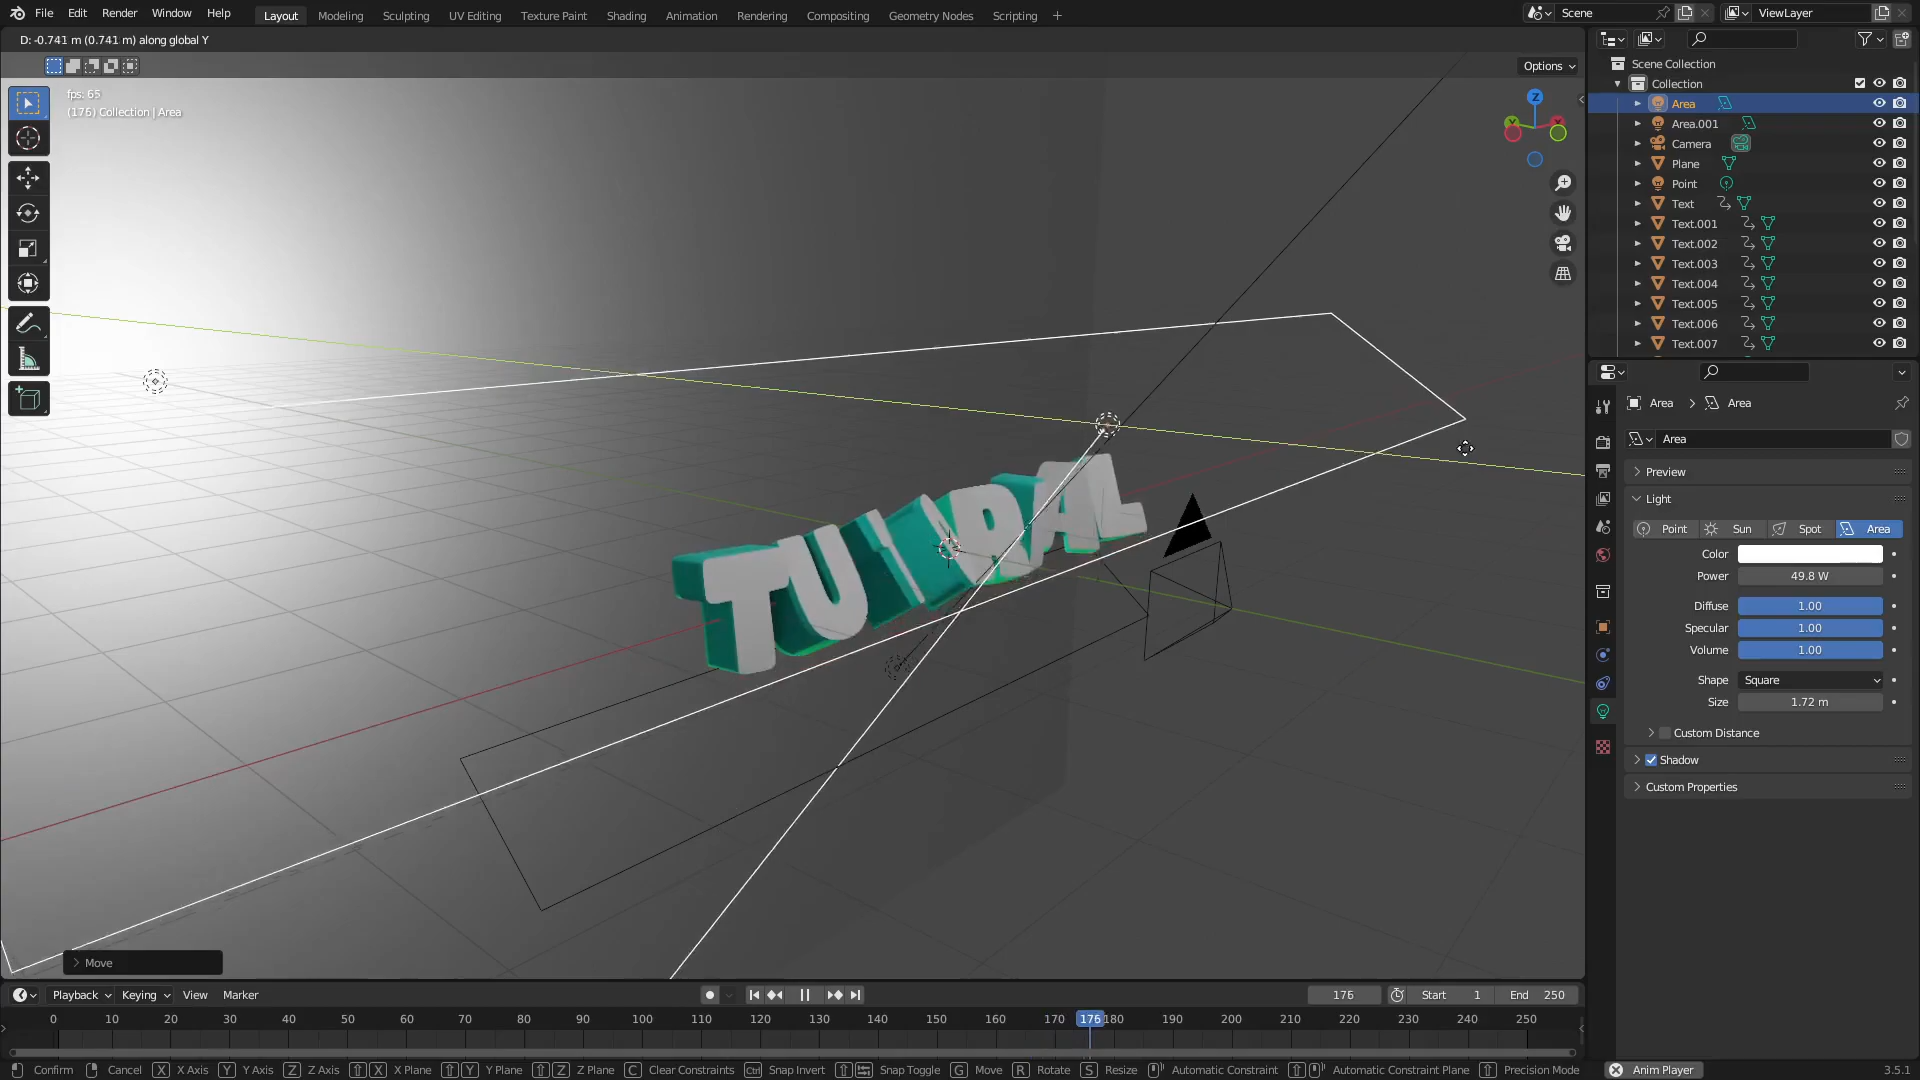 File Edit Render Window Help Layout Modeling Sculpting UV Editing Texture Paint Shading Animation Rendering Compositing Geometry Nodes Scripting + Scene ViewLayer
D: -0.741 m (0.741 m) along global Y
Options
fps: 65
(176) Collection | Area
Z
Y
X
TUIRAL
Move
Scene Collection
Collection
Area
Area.001
Camera
Plane
Point
Text
Text.001
Text.002
Text.003
Text.004
Text.005
Text.006
Text.007
Area > Area
Area
Preview
Light
Point Sun Spot Area
Color
Power 49.8 W
Diffuse 1.00
Specular 1.00
Volume 1.00
Shape Square
Size 1.72 m
Custom Distance
Shadow
Custom Properties
Playback Keying View Marker 176 Start 1 End 250
0 10 20 30 40 50 60 70 80 90 100 110 120 130 140 150 160 170 176 180 190 200 210 220 230 240 250
Confirm Cancel X X Axis Y Y Axis Z Z Axis X X Plane Y Y Plane Z Z Plane C Clear Constraints Ctrl Snap Invert Snap Toggle G Move R Rotate S Resize Automatic Constraint Automatic Constraint Plane Precision Mode Anim Player 3.5.1